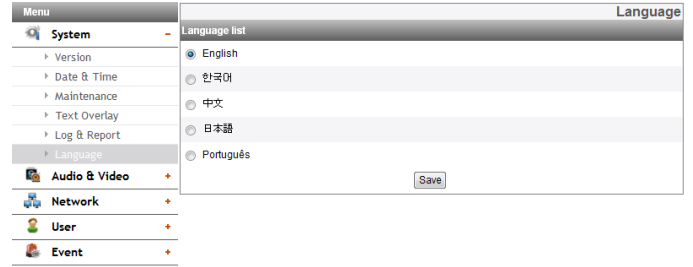 Menu
System
Version
Date & Time
Maintenance
Text Overlay
Log & Report
Language
Audio & Video
Network
User
Event
Language
Language list
English
한국어
中文
日本語
Português
Save